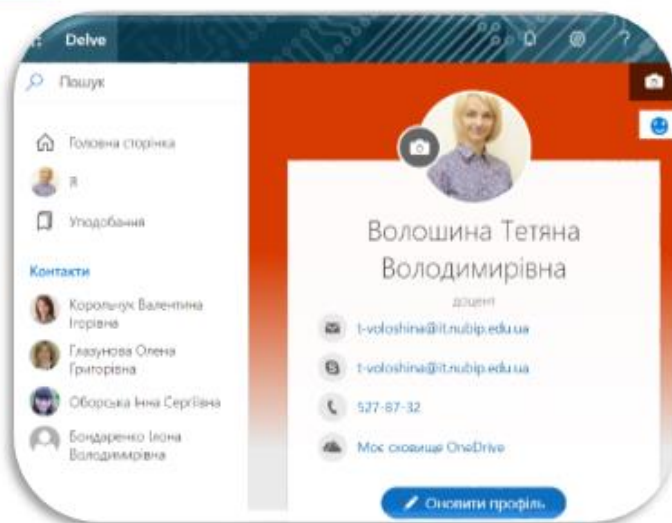 Delve
Пошук
Головна сторінка
Я
Уподобання
Контакти
Корольчук Валентина
Ігорівна
Глазунова Олена
Григорівна
Оборська Інна Сергіївна
Бондаренко Ілона
Володимирівна
Волошина Тетяна
Володимирівна
доцент
t-voloshina@it.nubip.edu.ua
t-voloshina@it.nubip.edu.ua
527-87-32
Моє сховище OneDrive
Оновити профіль